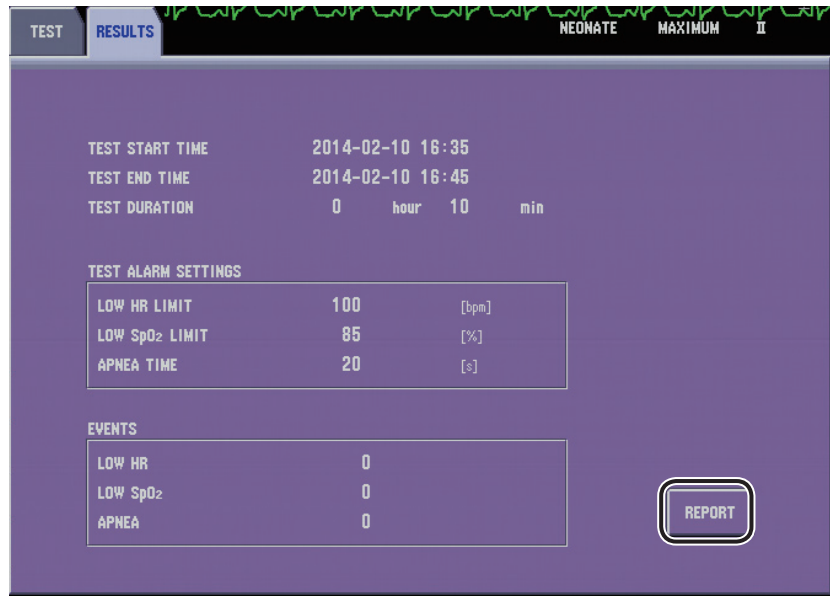 TEST RESULTS NEONATE MAXIMUM II
TEST START TIME 2014-02-10 16:35
TEST END TIME 2014-02-10 16:45
TEST DURATION 0 hour 10 min
TEST ALARM SETTINGS
LOW HR LIMIT 100 [bpm]
LOW SpO2 LIMIT 85 [%]
APNEA TIME 20 [s]
EVENTS
LOW HR 0
LOW SpO2 0
APNEA 0
REPORT